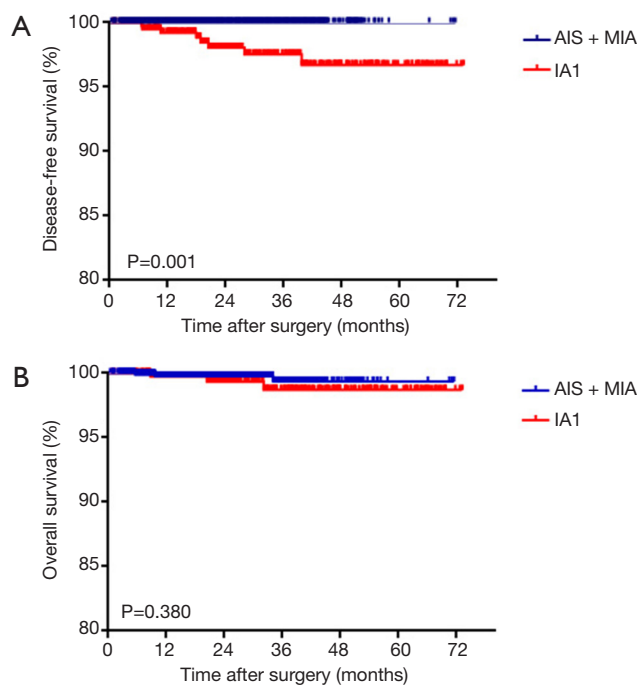 A
Disease-free survival (%)
100
95
90
85
80
P=0.001
0 12 24 36 48 60 72
Time after surgery (months)
AIS + MIA
IA1
B
Overall survival (%)
100
95
90
85
80
P=0.380
0 12 24 36 48 60 72
Time after surgery (months)
AIS + MIA
IA1